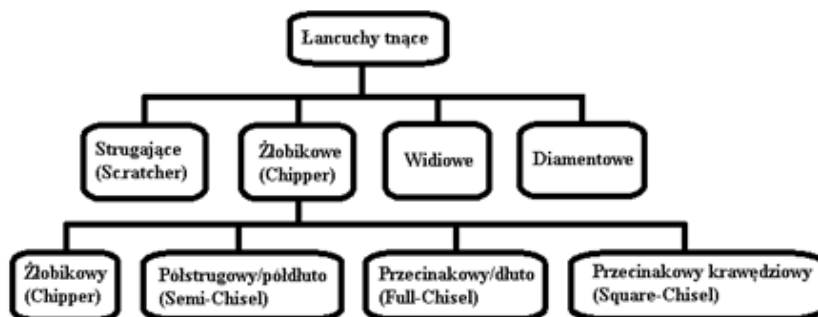 Łancuchy tnące
Strugające
(Scratcher)
Żłobikowe
(Chipper)
Widiowe
Diamentowe
Żłobikowy
(Chipper)
Półstrugowy/półdłuto
(Semi-Chisel)
Przecinakowy/dłuto
(Full-Chisel)
Przecinakowy krawędziowy
(Square-Chisel)